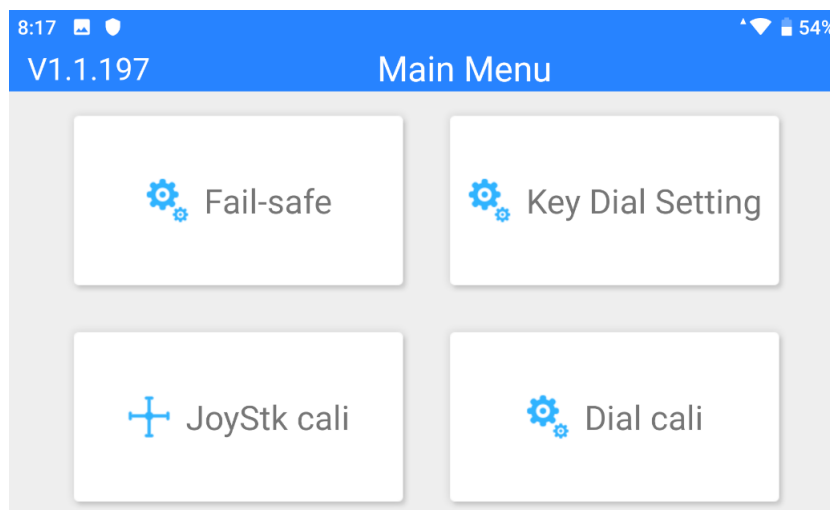 8:17 54%
V1.1.197 Main Menu
Fail-safe Key Dial Setting
JoyStk cali Dial cali